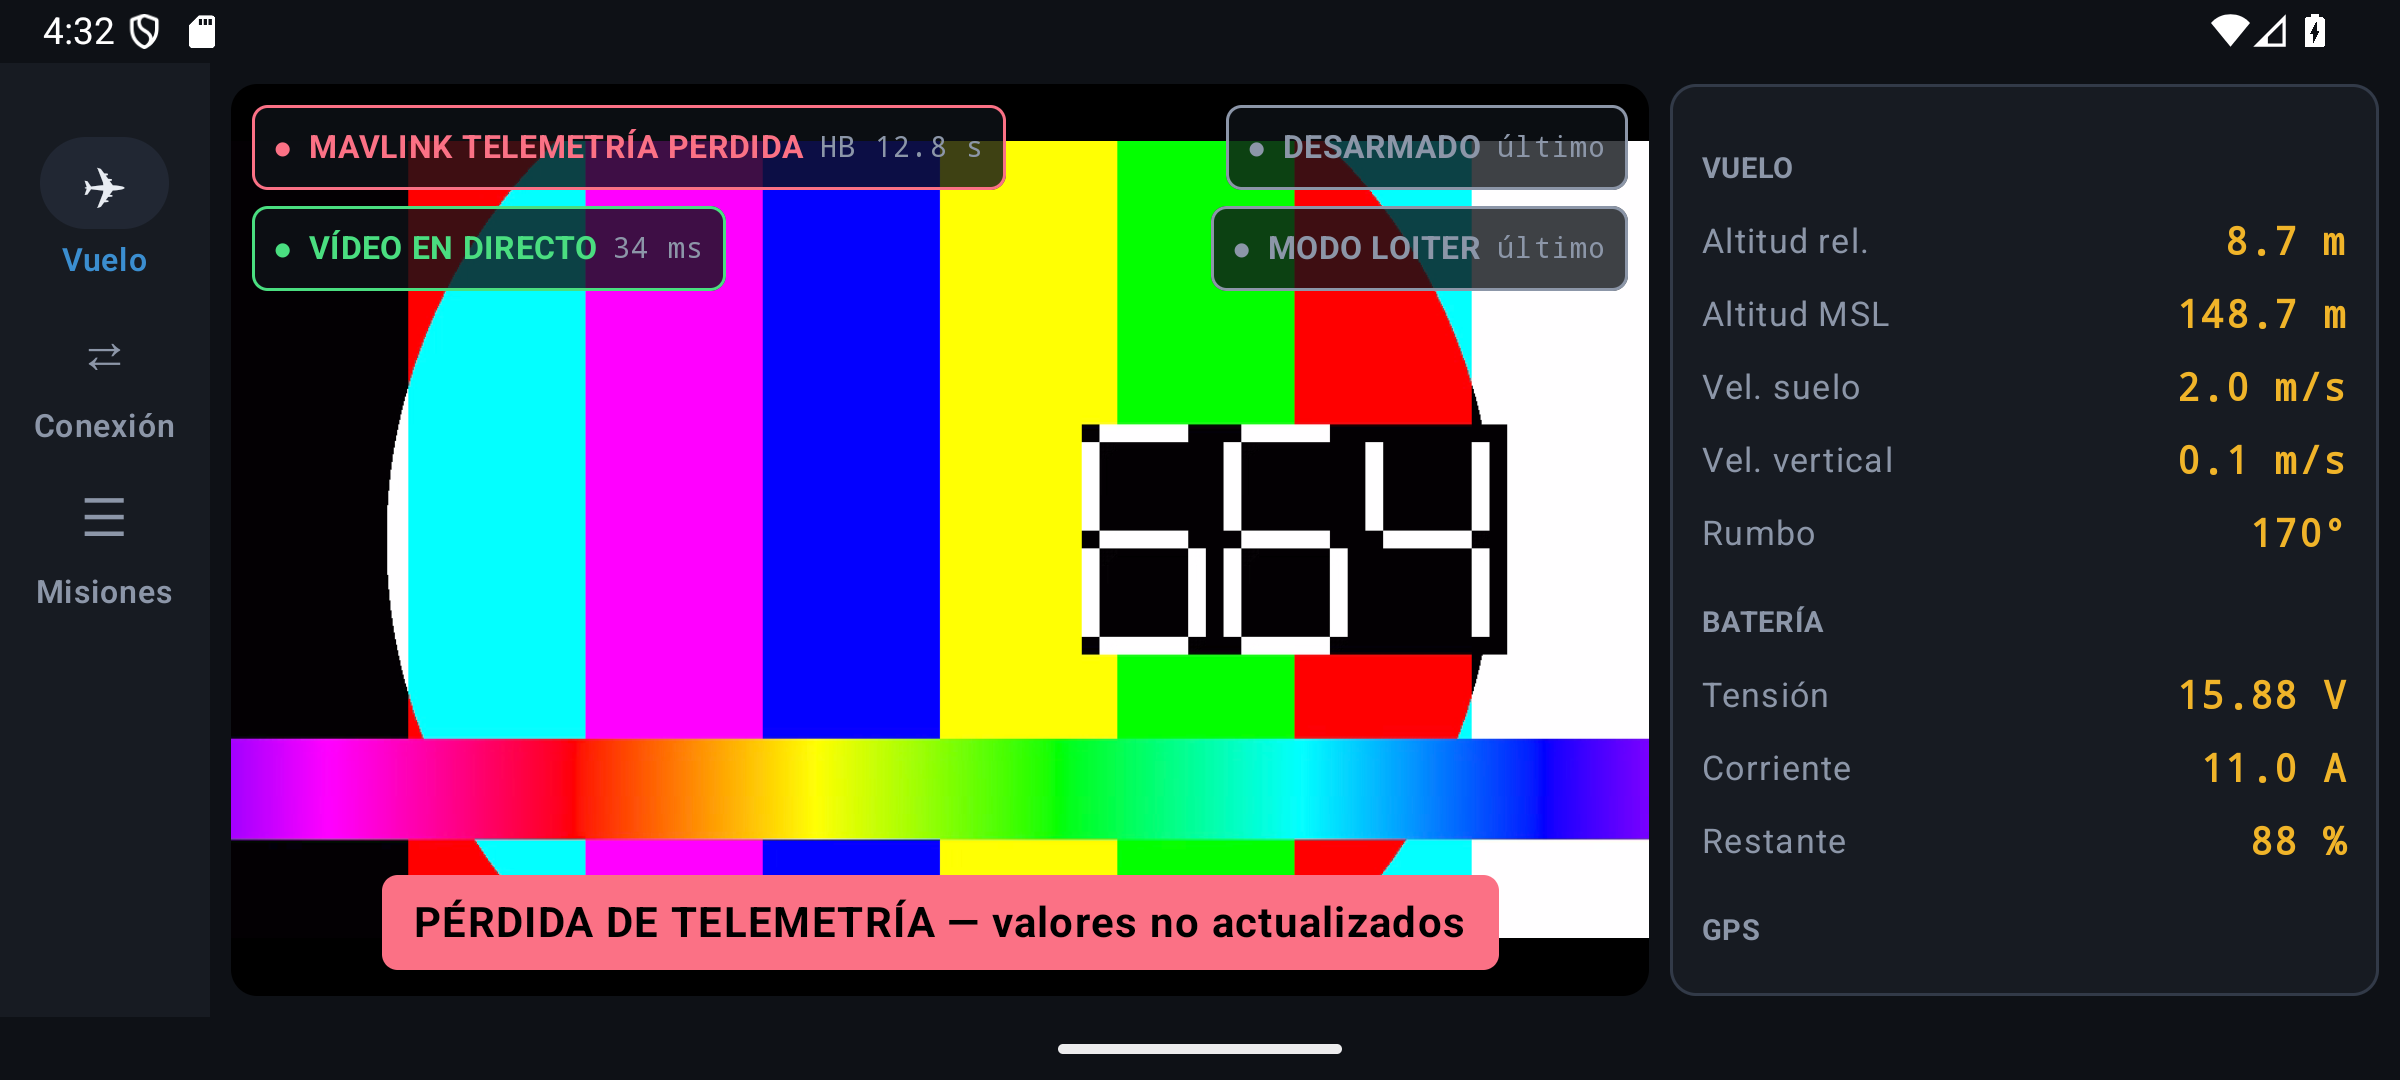 4:32
MAVLINK TELEMETRÍA PERDIDA HB 12.8 s
DESARMADO último
VÍDEO EN DIRECTO 34 ms
MODO LOITER último
Vuelo
Conexión
Misiones
564
PÉRDIDA DE TELEMETRÍA — valores no actualizados
VUELO
Altitud rel. 8.7 m
Altitud MSL 148.7 m
Vel. suelo 2.0 m/s
Vel. vertical 0.1 m/s
Rumbo 170°
BATERÍA
Tensión 15.88 V
Corriente 11.0 A
Restante 88 %
GPS